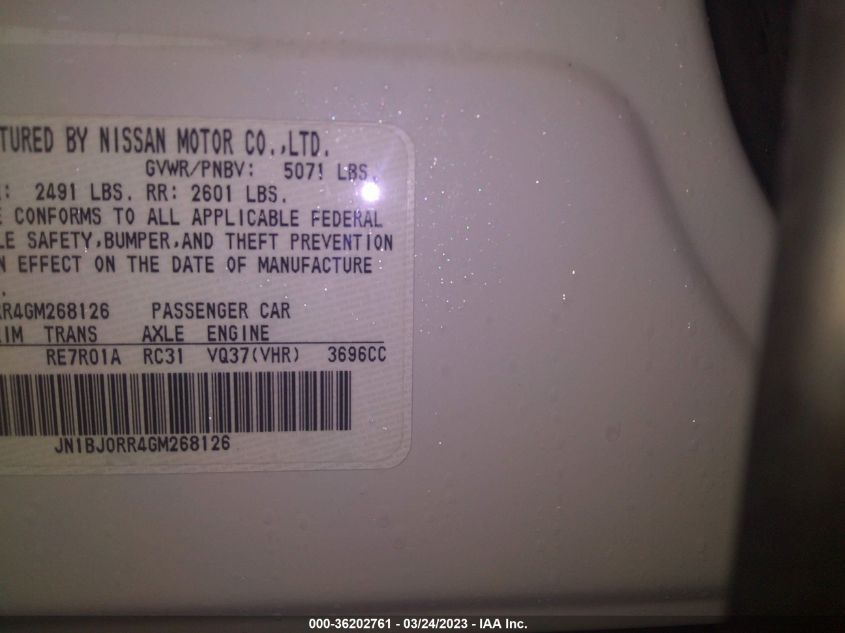 TURED BY NISSAN MOTOR CO.,LTD.
GVWR/PNBV: 5071 LBS.
: 2491 LBS. RR: 2601 LBS.
E CONFORMS TO ALL APPLICABLE FEDERAL
LE SAFETY,BUMPER,AND THEFT PREVENTION
N EFFECT ON THE DATE OF MANUFACTURE
.
RR4GM268126 PASSENGER CAR
IM TRANS AXLE ENGINE
RE7R01A RC31 VQ37(VHR) 3696CC
JN1BJ0RR4GM268126
000-36202761 - 03/24/2023 - IAA Inc.